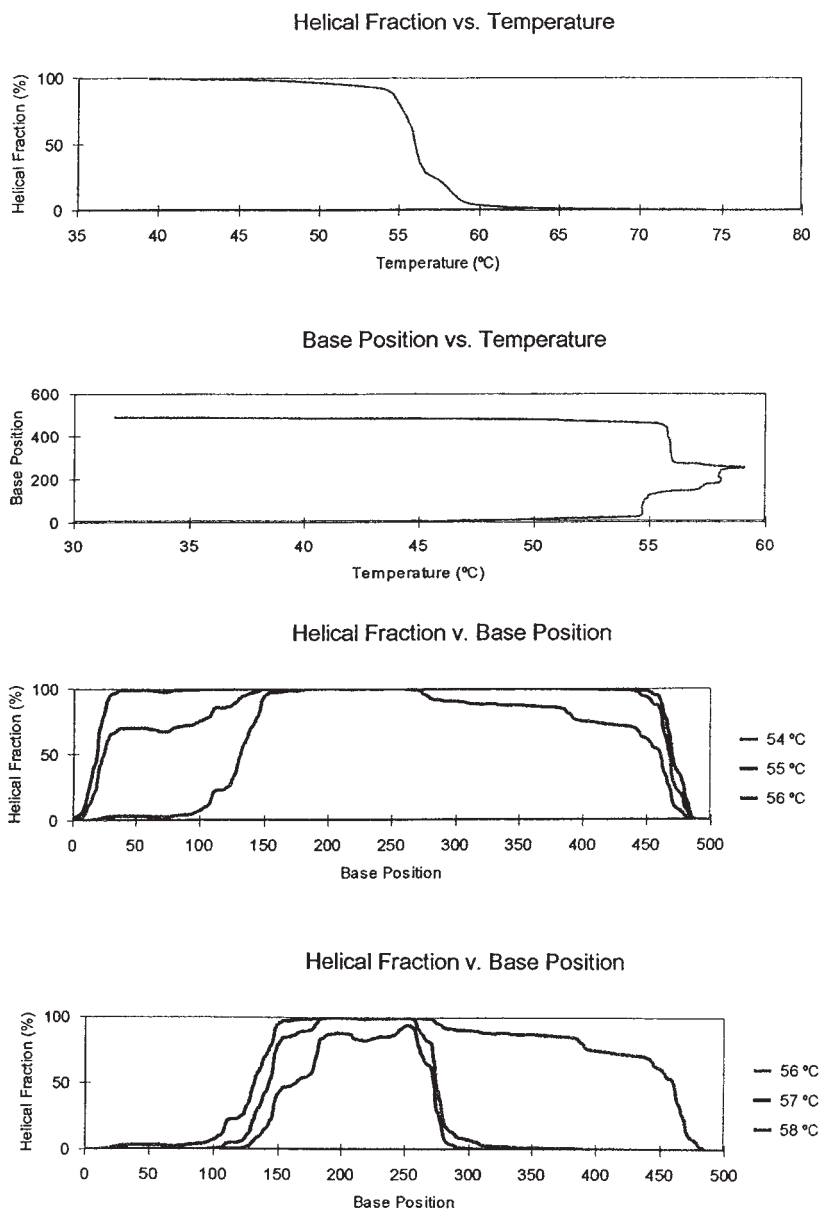 Helical Fraction vs. Temperature
Helical Fraction (%)
100
50
0
35 40 45 50 55 60 65 70 75 80
Temperature (ºC)
Base Position vs. Temperature
Base Position
600
400
200
0
30 35 40 45 50 55 60
Temperature (ºC)
Helical Fraction v. Base Position
Helical Fraction (%)
100
50
0
0 50 100 150 200 250 300 350 400 450 500
Base Position
54 ºC
55 ºC
56 ºC
Helical Fraction v. Base Position
Helical Fraction (%)
100
50
0
0 50 100 150 200 250 300 350 400 450 500
Base Position
56 ºC
57 ºC
58 ºC